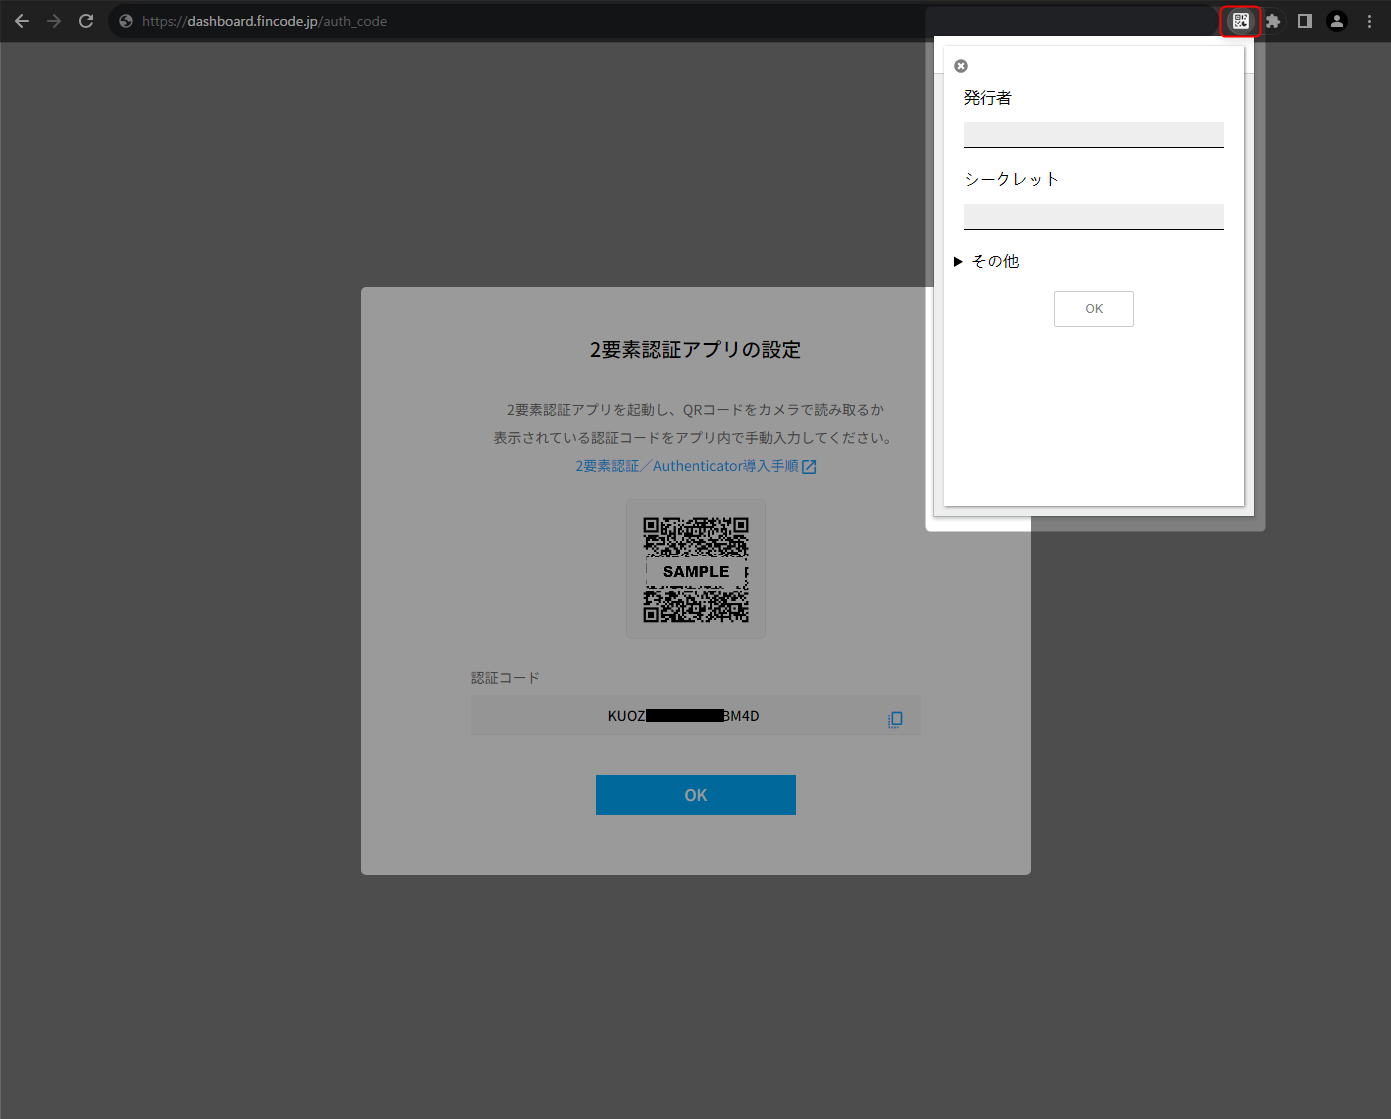 https://dashboard.fincode.jp/auth_code
発行者
シークレット
その他
OK
2要素認証アプリの設定
2要素認証アプリを起動し、QRコードをカメラで読み取るか
表示されている認証コードをアプリ内で手動入力してください。
2要素認証／Authenticator導入手順
SAMPLE
認証コード
KUOZ BM4D
OK